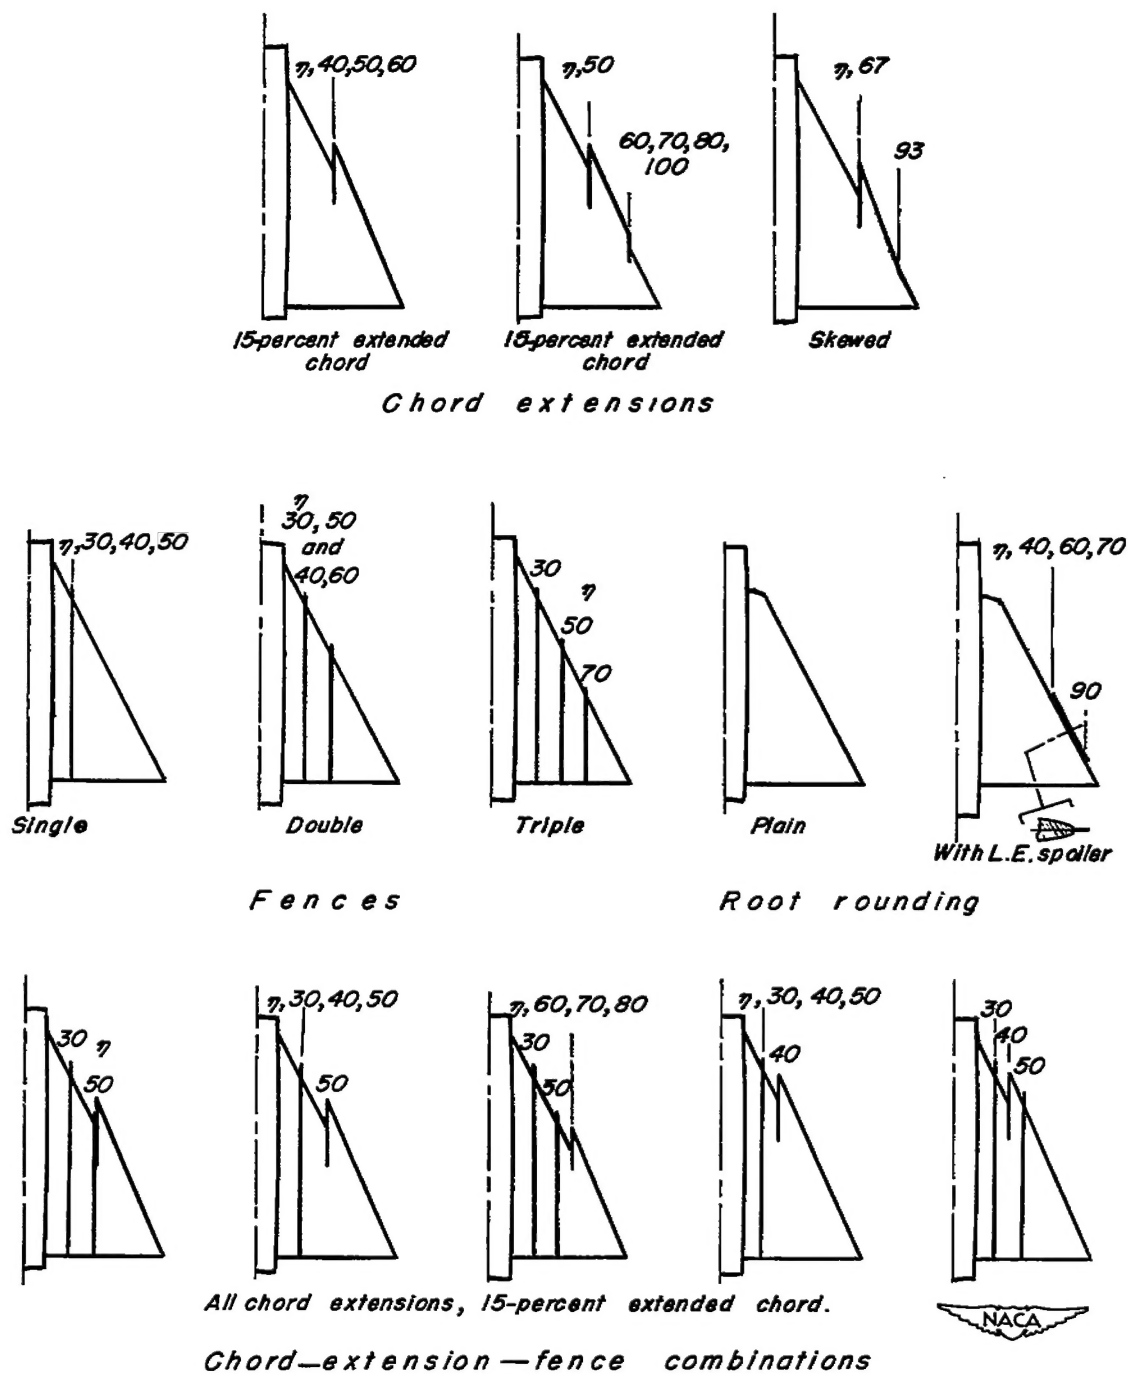 η, 40, 50, 60
η, 50
60, 70, 80,
100
η, 67
93
15-percent extended
chord
15-percent extended
chord
Skewed
Chord extensions
η, 30, 40, 50
η
30, 50
and
40, 60
30
η
50
70
η, 40, 60, 70
90
Single
Double
Triple
Plain
With L.E. spoiler
Fences
Root rounding
30 η
50
η, 30, 40, 50
50
η, 60, 70, 80
30
50
η, 30, 40, 50
40
30
40
50
All chord extensions, 15-percent extended chord.
NACA
Chord—extension—fence combinations